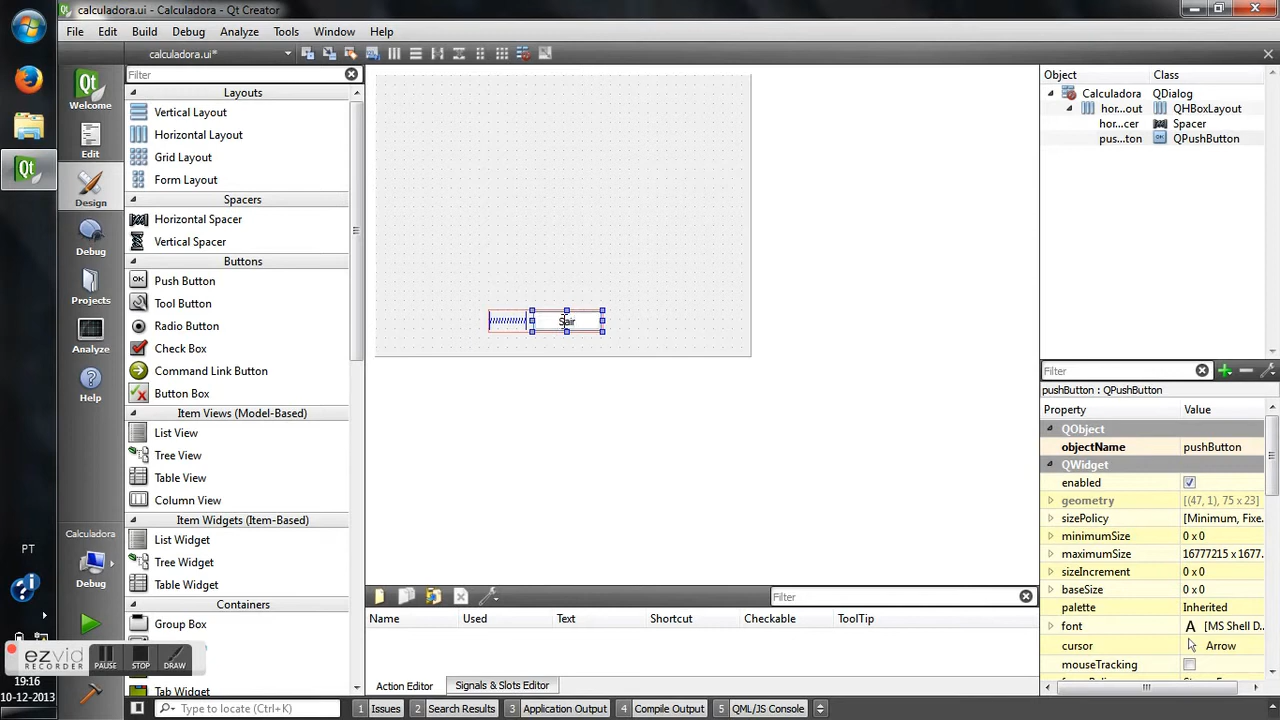 calculadora.ui - Calculadora - Qt Creator
File Edit Build Debug Analyze Tools Window Help
calculadora.ui*
Welcome
Edit
Design
Debug
Projects
Analyze
Help
Calculadora
Debug
Filter
Layouts
Vertical Layout
Horizontal Layout
Grid Layout
Form Layout
Spacers
Horizontal Spacer
Vertical Spacer
Buttons
Push Button
Tool Button
Radio Button
Check Box
Command Link Button
Button Box
Item Views (Model-Based)
List View
Tree View
Table View
Column View
Item Widgets (Item-Based)
List Widget
Tree Widget
Table Widget
Containers
Group Box
Tab Widget
Sair
Object Class
Calculadora QDialog
hor...out QHBoxLayout
hor...cer Spacer
pus...ton QPushButton
Filter
pushButton : QPushButton
Property Value
QObject
objectName pushButton
QWidget
enabled
geometry [(47, 1), 75 x 23]
sizePolicy [Minimum, Fixe...
minimumSize 0 x 0
maximumSize 16777215 x 1677...
sizeIncrement 0 x 0
baseSize 0 x 0
palette Inherited
font A [MS Shell D...
cursor Arrow
mouseTracking
Filter
Name Used Text Shortcut Checkable ToolTip
Action Editor Signals & Slots Editor
PT
ezvid
RECORDER
PAUSE STOP DRAW
19:16
10-12-2013
Type to locate (Ctrl+K)
1 Issues 2 Search Results 3 Application Output 4 Compile Output 5 QML/JS Console